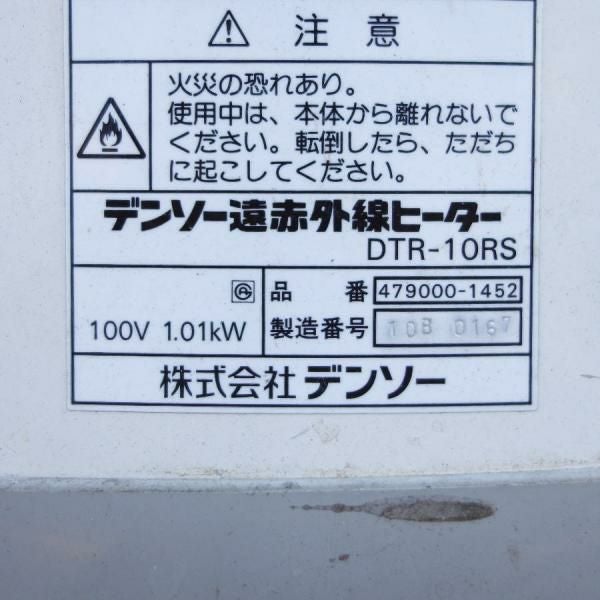 注意
火災の恐れあり。
使用中は、本体から離れないで
ください。転倒したら、ただち
に起こしてください。
デンソー遠赤外線ヒーター
DTR-10RS
100V 1.01kW
品番 479000-1452
製造番号 10B 0167
株式会社 デンソー